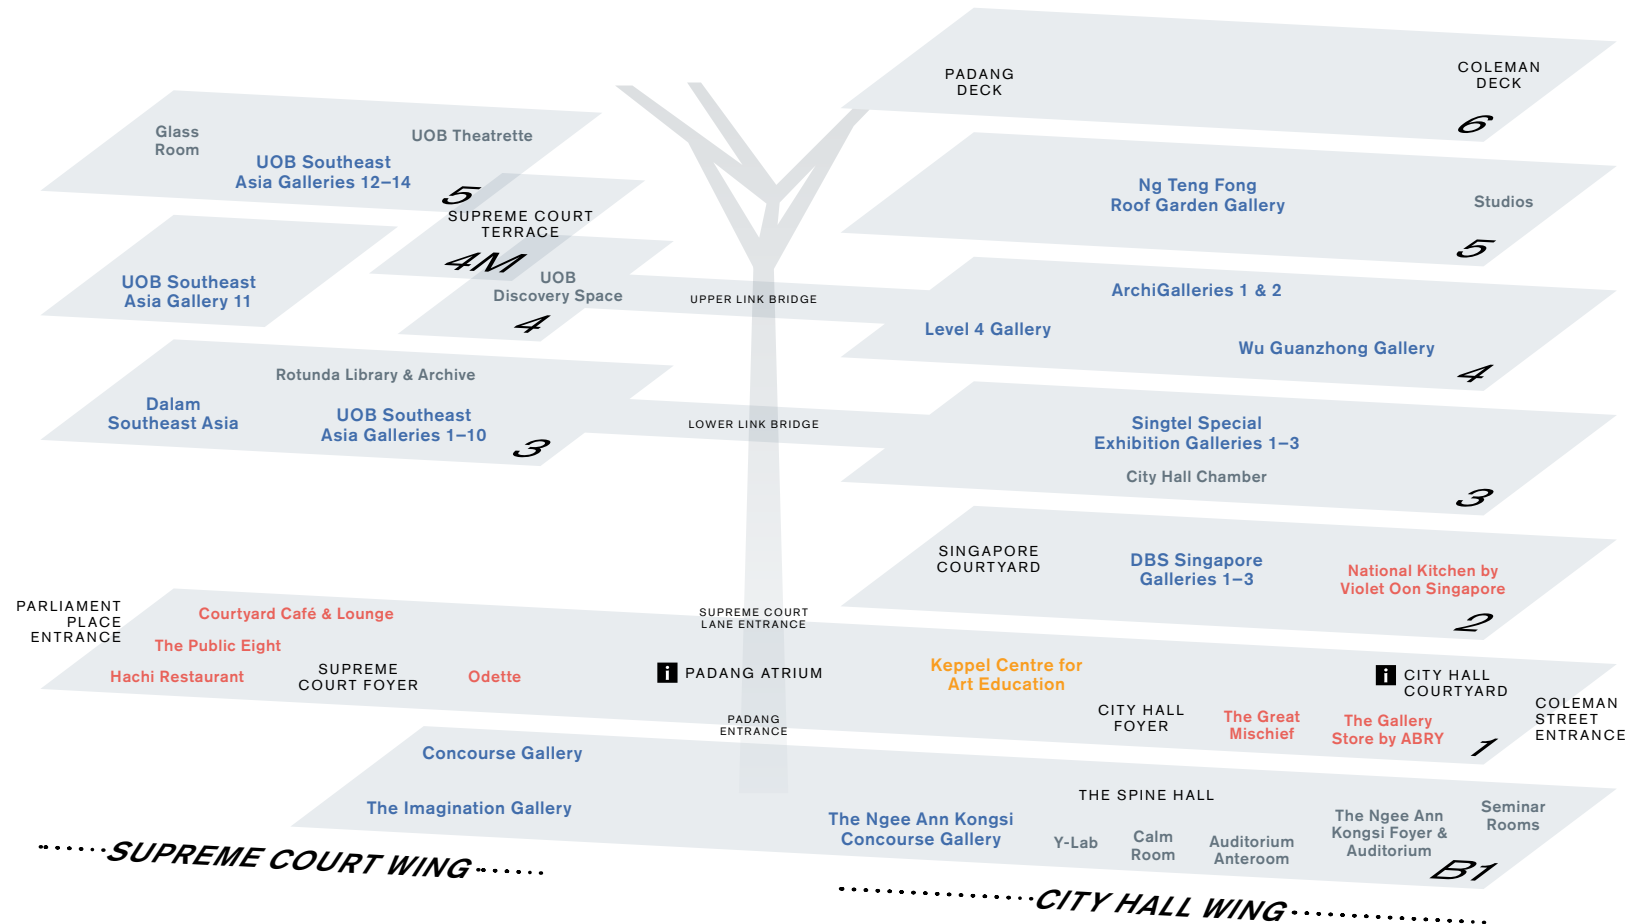 PADANG
DECK
COLEMAN
DECK
6
Glass
Room
UOB Theatrette
UOB Southeast
Asia Galleries 12–14
5
Ng Teng Fong
Roof Garden Gallery
Studios
5
SUPREME COURT
TERRACE
4M
UOB Southeast
Asia Gallery 11
UOB
Discovery Space
4
UPPER LINK BRIDGE
ArchiGalleries 1 & 2
Level 4 Gallery
Wu Guanzhong Gallery
4
Rotunda Library & Archive
Dalam
Southeast Asia
UOB Southeast
Asia Galleries 1–10
3
LOWER LINK BRIDGE
Singtel Special
Exhibition Galleries 1–3
City Hall Chamber
3
SINGAPORE
COURTYARD
DBS Singapore
Galleries 1–3
National Kitchen by
Violet Oon Singapore
2
PARLIAMENT
PLACE
ENTRANCE
Courtyard Café & Lounge
The Public Eight
Hachi Restaurant
SUPREME
COURT FOYER
Odette
SUPREME COURT
LANE ENTRANCE
i PADANG ATRIUM
PADANG
ENTRANCE
Keppel Centre for
Art Education
CITY HALL
FOYER
The Great
Mischief
i CITY HALL
COURTYARD
The Gallery
Store by ABRY
1
COLEMAN
STREET
ENTRANCE
Concourse Gallery
The Imagination Gallery
The Ngee Ann Kongsi
Concourse Gallery
THE SPINE HALL
Y-Lab
Calm
Room
Auditorium
Anteroom
The Ngee Ann
Kongsi Foyer &
Auditorium
Seminar
Rooms
B1
SUPREME COURT WING
CITY HALL WING